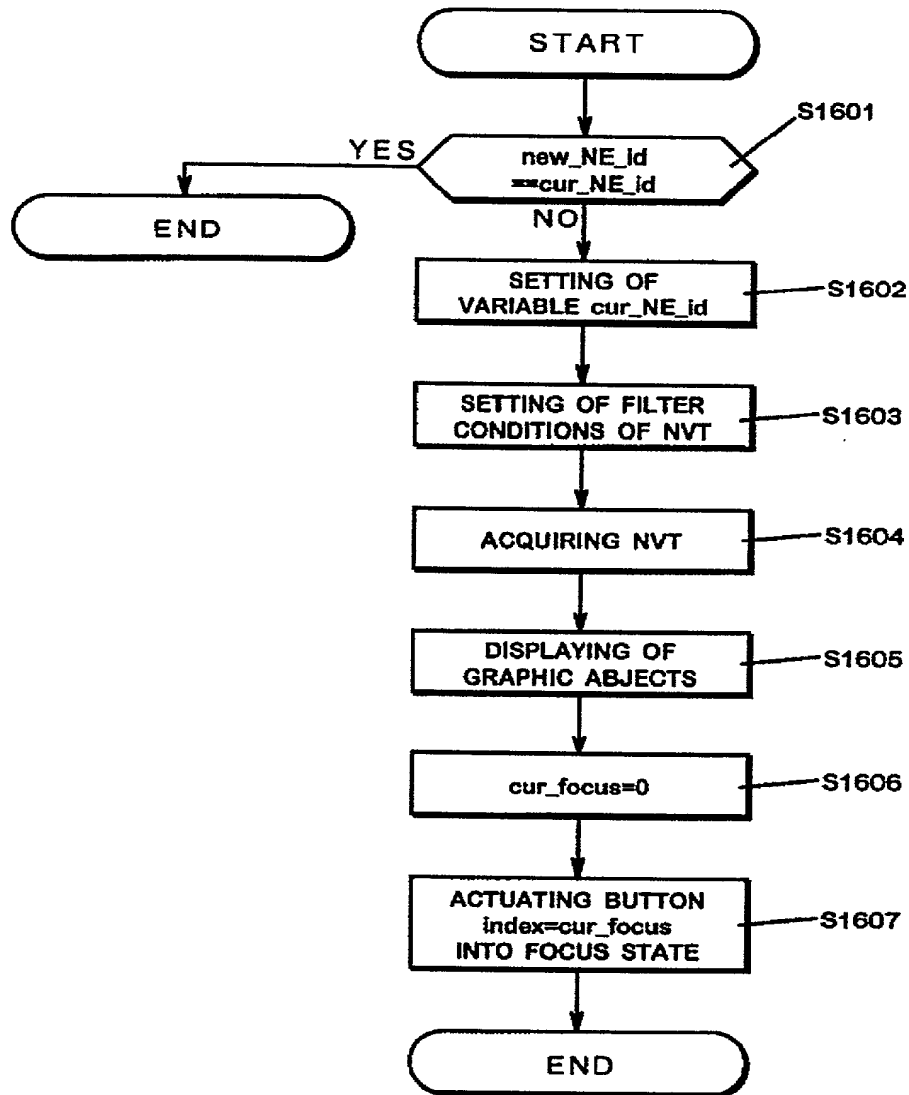 START
S1601
YES
new_NE_id
==cur_NE_id
NO
END
SETTING OF
VARIABLE cur_NE_id
S1602
SETTING OF FILTER
CONDITIONS OF NVT
S1603
ACQUIRING NVT
S1604
DISPLAYING OF
GRAPHIC ABJECTS
S1605
cur_focus=0
S1606
ACTUATING BUTTON
index=cur_focus
INTO FOCUS STATE
S1607
END